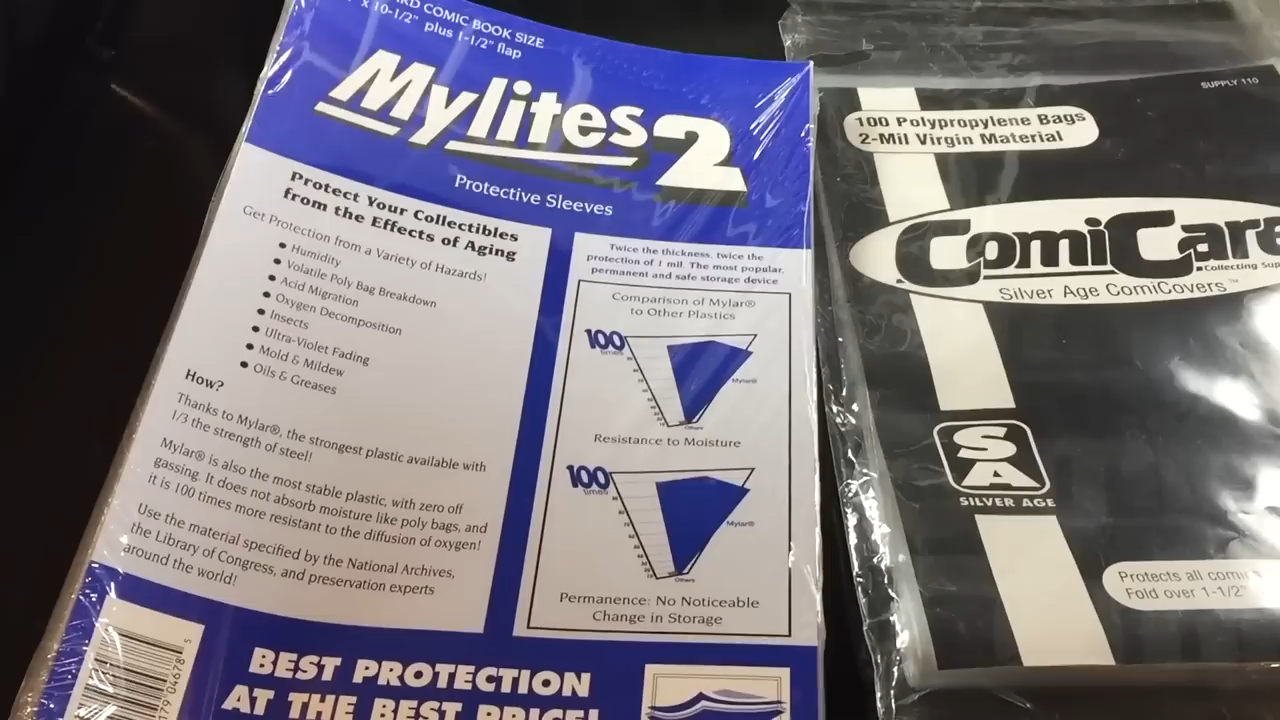 RD COMIC BOOK SIZE
x 10-1/2" plus 1-1/2" flap
Mylites2
Protective Sleeves
Protect Your Collectibles
from the Effects of Aging
Get Protection from a Variety of Hazards!
• Humidity
• Volatile Poly Bag Breakdown
• Acid Migration
• Oxygen Decomposition
• Insects
• Ultra-Violet Fading
• Mold & Mildew
• Oils & Greases
How?
Thanks to Mylar®, the strongest plastic available with
1/3 the strength of steel!
Mylar® is also the most stable plastic, with zero off
gassing. It does not absorb moisture like poly bags, and
it is 100 times more resistant to the diffusion of oxygen!
Use the material specified by the National Archives,
the Library of Congress, and preservation experts
around the world!
Twice the thickness, twice the
protection of 1 mil. The most popular,
permanent and safe storage device
Comparison of Mylar®
to Other Plastics
100
times
Mylar®
Others
Resistance to Moisture
100
times
Mylar®
Others
Permanence: No Noticeable
Change in Storage
BEST PROTECTION
AT THE BEST PRICE!
79 04678 5
SUPPLY 110
100 Polypropylene Bags
2-Mil Virgin Material
ComiCare
Collecting Sup
Silver Age ComiCovers™
SA
SILVER AGE
Protects all comi
Fold over 1-1/2"